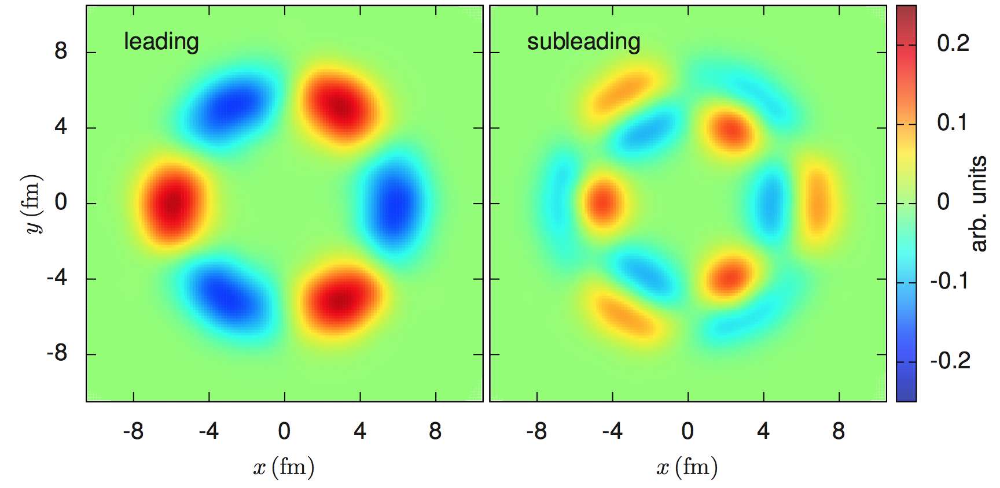 leading
subleading
8
4
0
-4
-8
y (fm)
-8 -4 0 4 8
x (fm)
-8 -4 0 4 8
x (fm)
0.2
0.1
0
-0.1
-0.2
arb. units